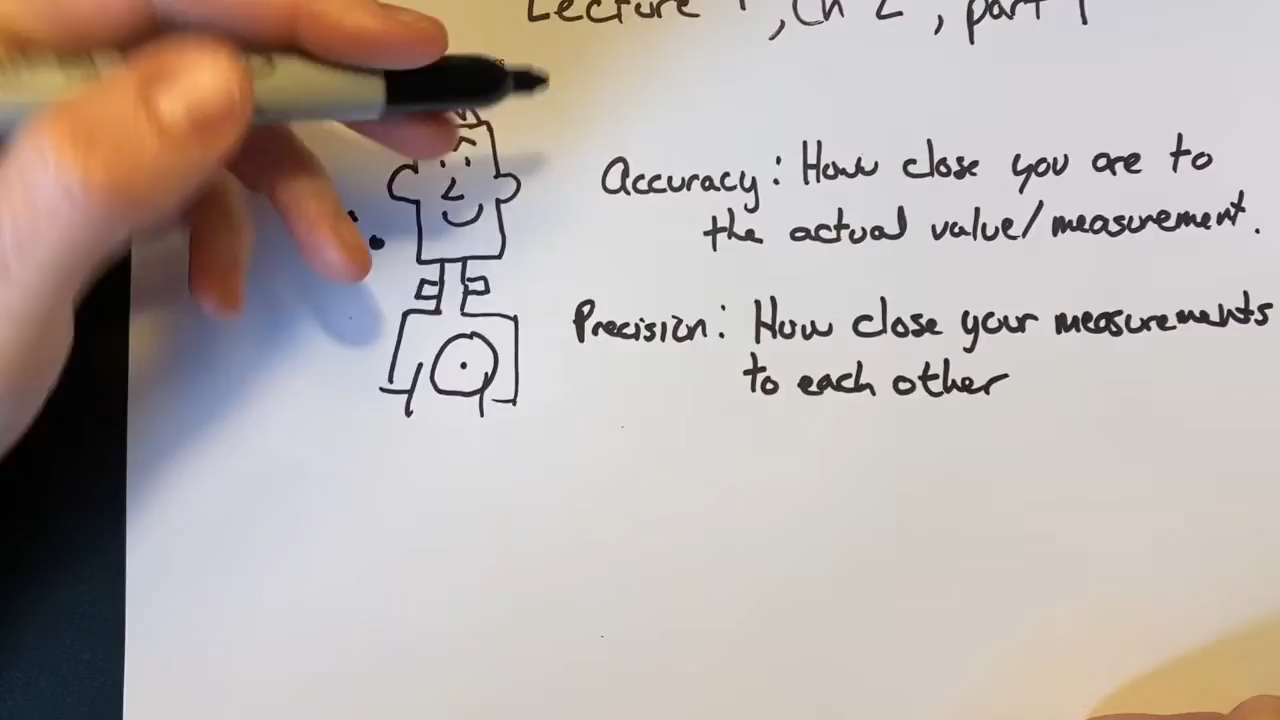 Lecture 1, Ch 2, part 1
Accuracy: How close you are to
the actual value/measurement.
Precision: How close your measurements
to each other